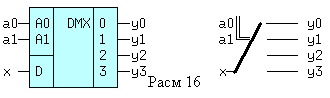 a0 A0 DMX 0 y0 a0 y0
a1 A1 1 y1 a1 y1
2 y2 y2
x D 3 y3 x y3
Расм 16